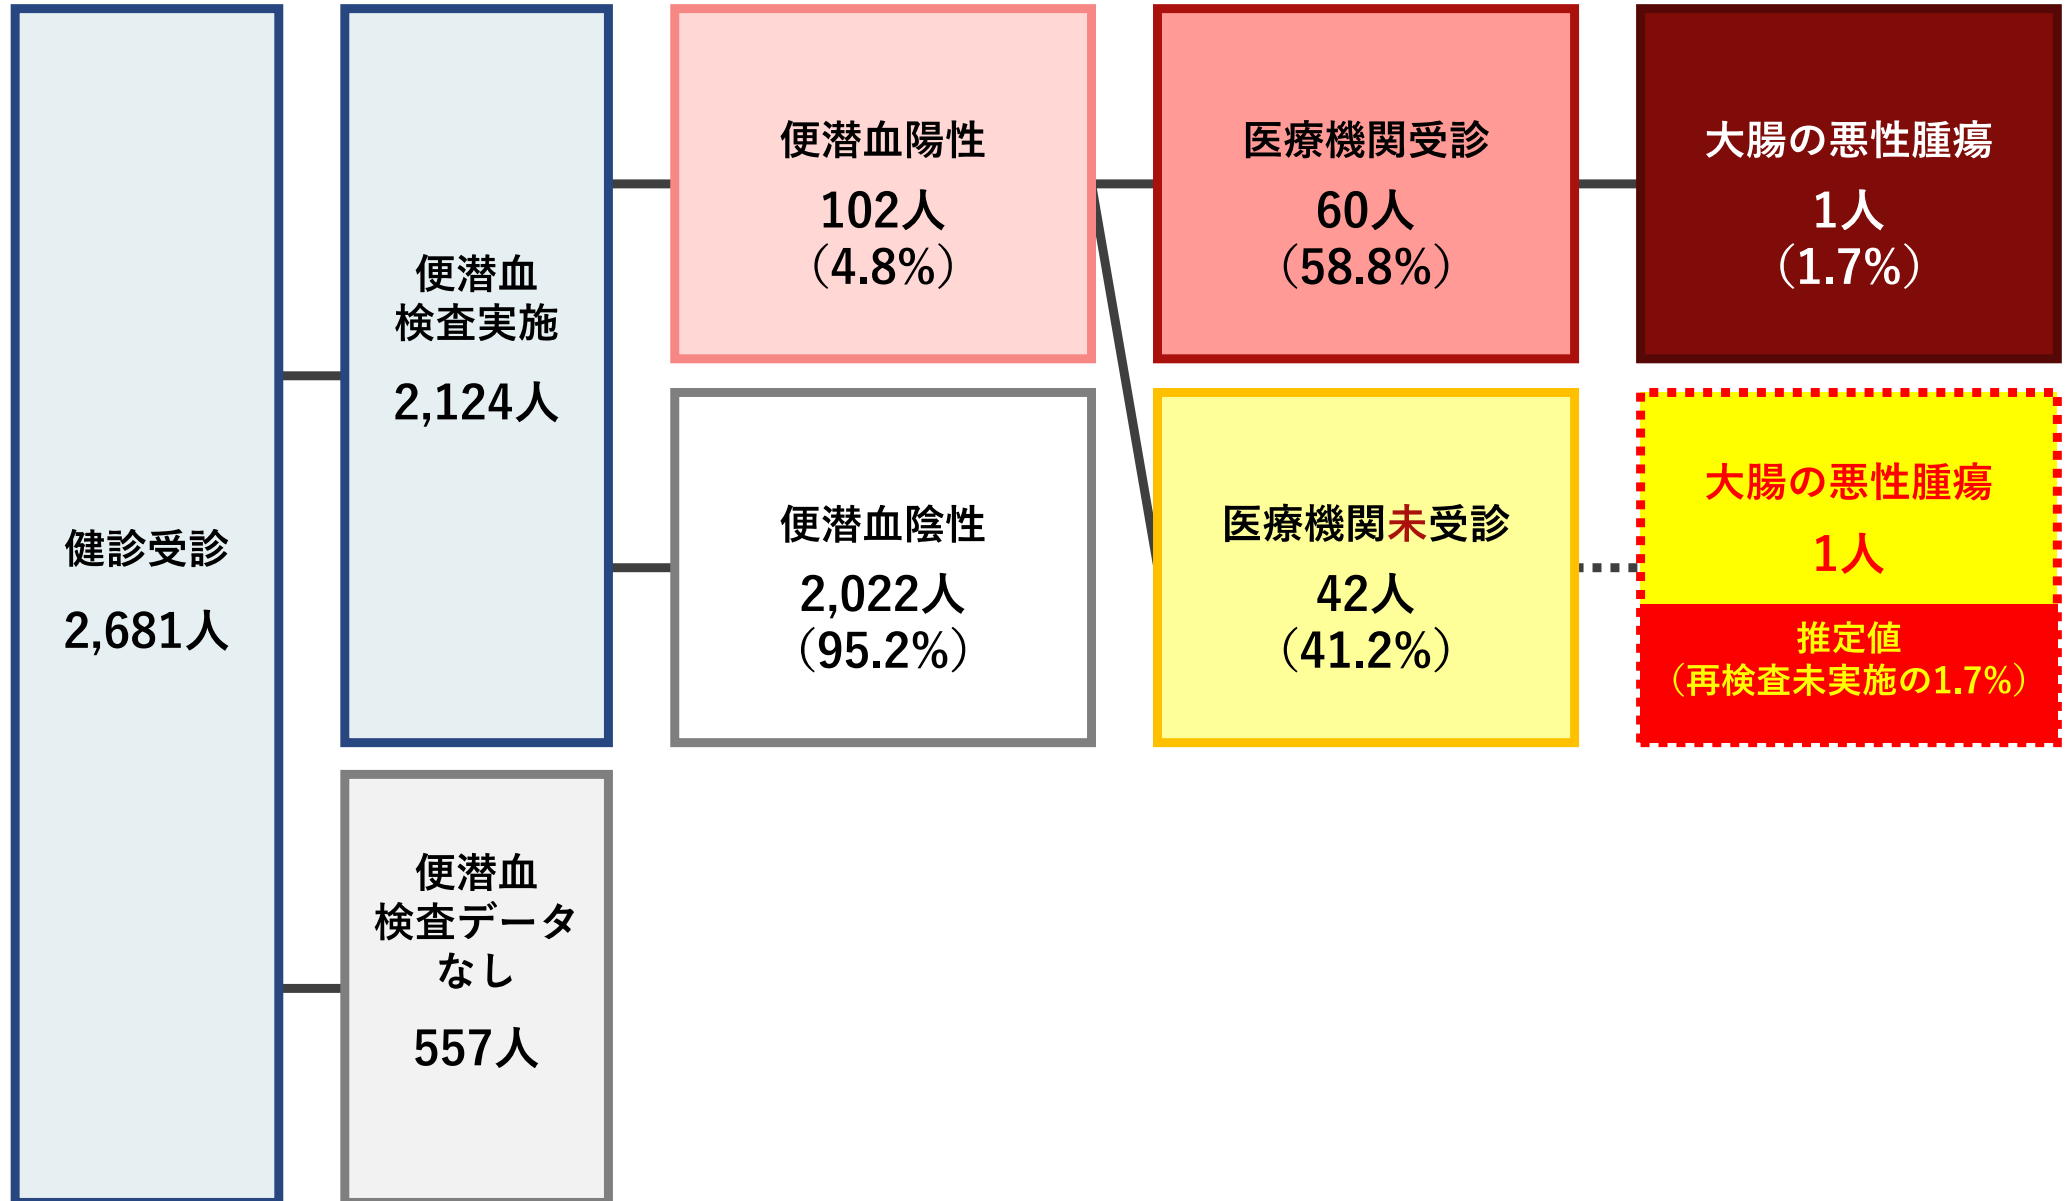 健診受診
2,681人
便潜血
検査実施
2,124人
便潜血陽性
102人
（4.8%）
医療機関受診
60人
（58.8%）
大腸の悪性腫瘍
1人
（1.7%）
便潜血陰性
2,022人
（95.2%）
医療機関未受診
42人
（41.2%）
大腸の悪性腫瘍
1人
推定値
（再検査未実施の1.7%）
便潜血
検査データ
なし
557人